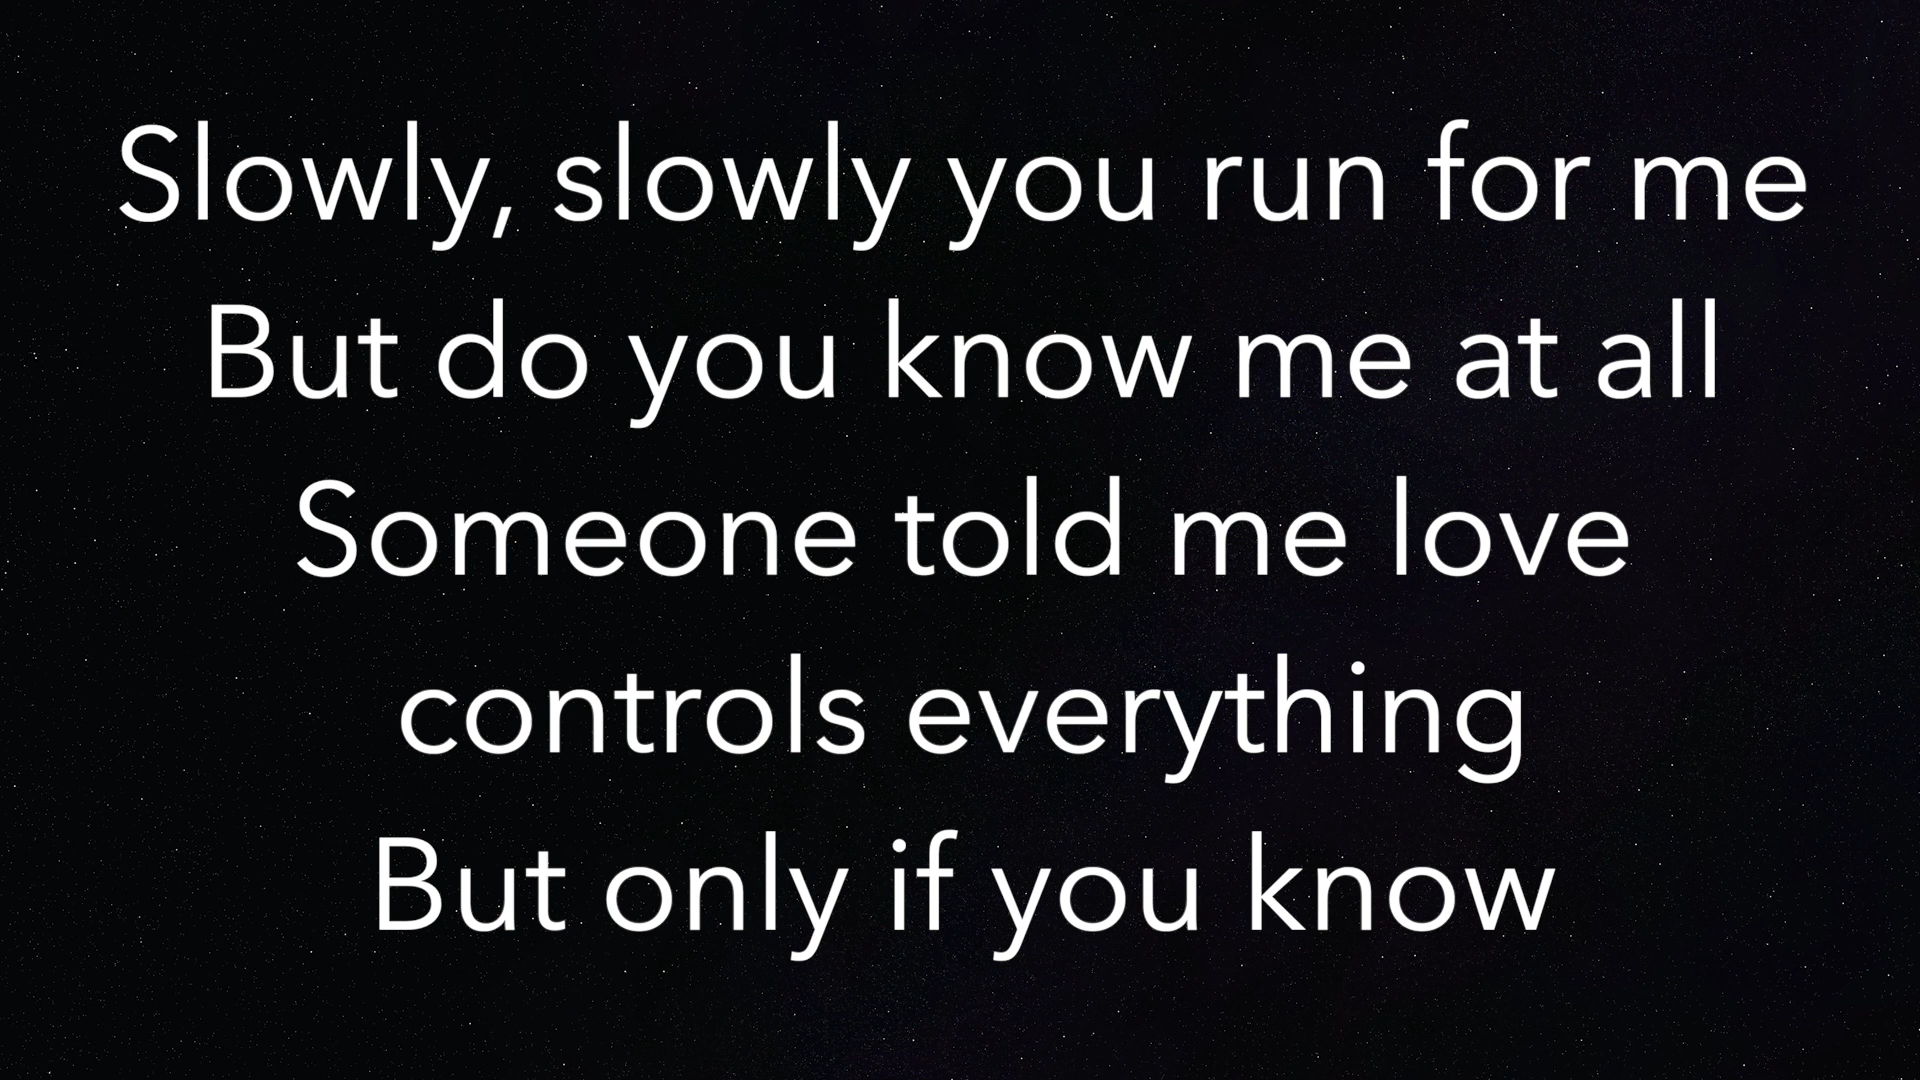 Slowly, slowly you run for me
But do you know me at all
Someone told me love
controls everything
But only if you know